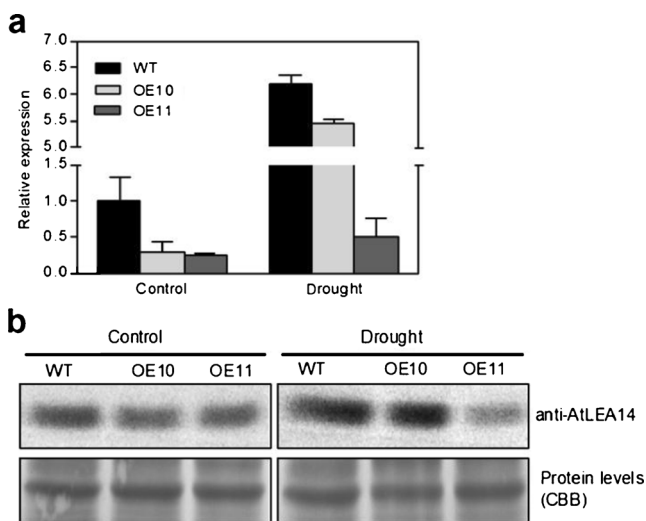 a
7.0
6.5
6.0
5.5
5.0
1.5
1.0
0.5
0.0
Relative expression
WT
OE10
OE11
Control Drought
b
Control Drought
WT OE10 OE11 WT OE10 OE11
anti-AtLEA14
Protein levels
(CBB)